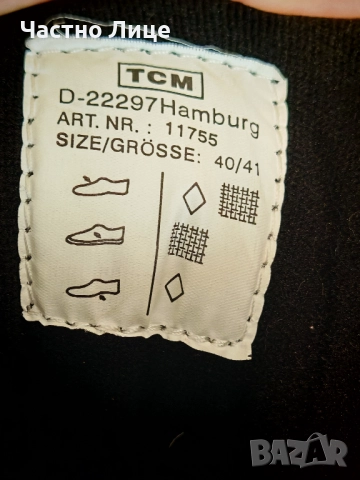 Частно Лице
TCM
D-22297Hamburg
ART. NR. : 11755
SIZE/GRÖSSE: 40/41
bazar